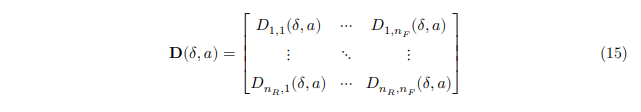 D(δ, a) = [ D_{1,1}(δ, a) ⋯ D_{1,n_F}(δ, a)
⋮ ⋱ ⋮
D_{n_R,1}(δ, a) ⋯ D_{n_R,n_F}(δ, a) ] (15)